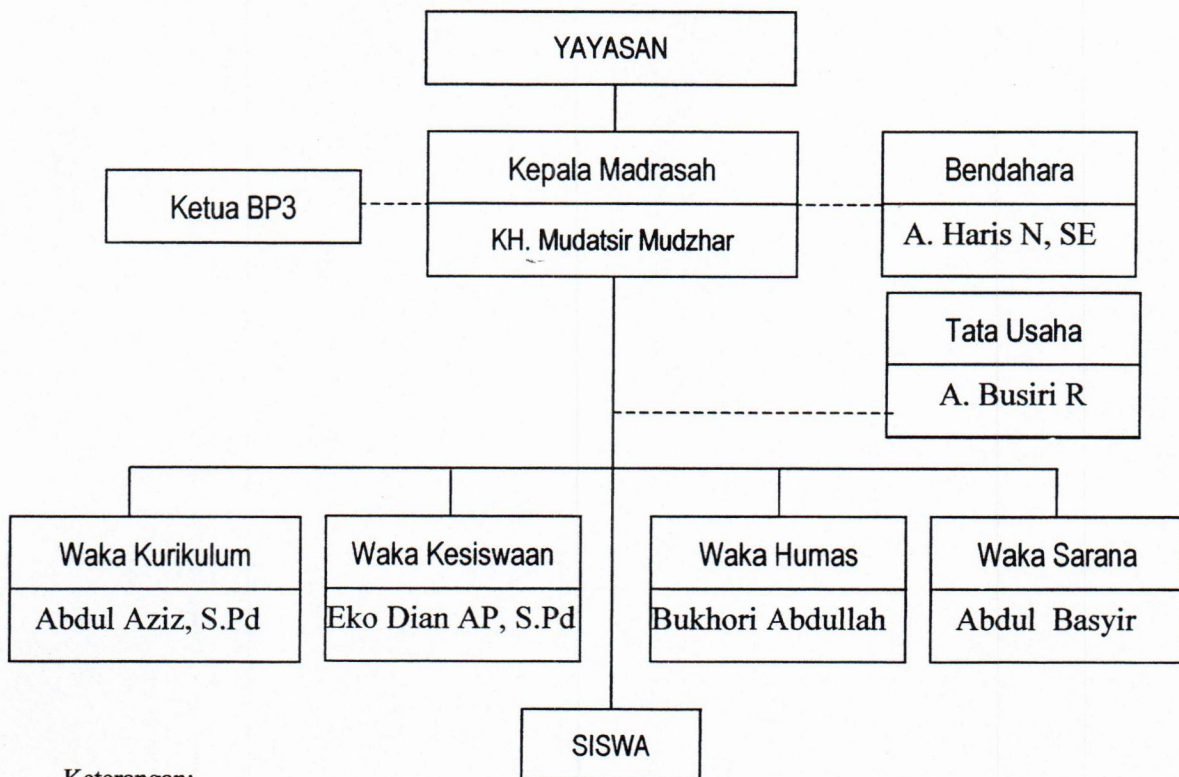 YAYASAN
Kepala Madrasah
KH. Mudatsir Mudzhar
Ketua BP3
Bendahara
A. Haris N, SE
Tata Usaha
A. Busiri R
Waka Kurikulum
Abdul Aziz, S.Pd
Waka Kesiswaan
Eko Dian AP, S.Pd
Waka Humas
Bukhori Abdullah
Waka Sarana
Abdul Basyir
SISWA
Keterangan: